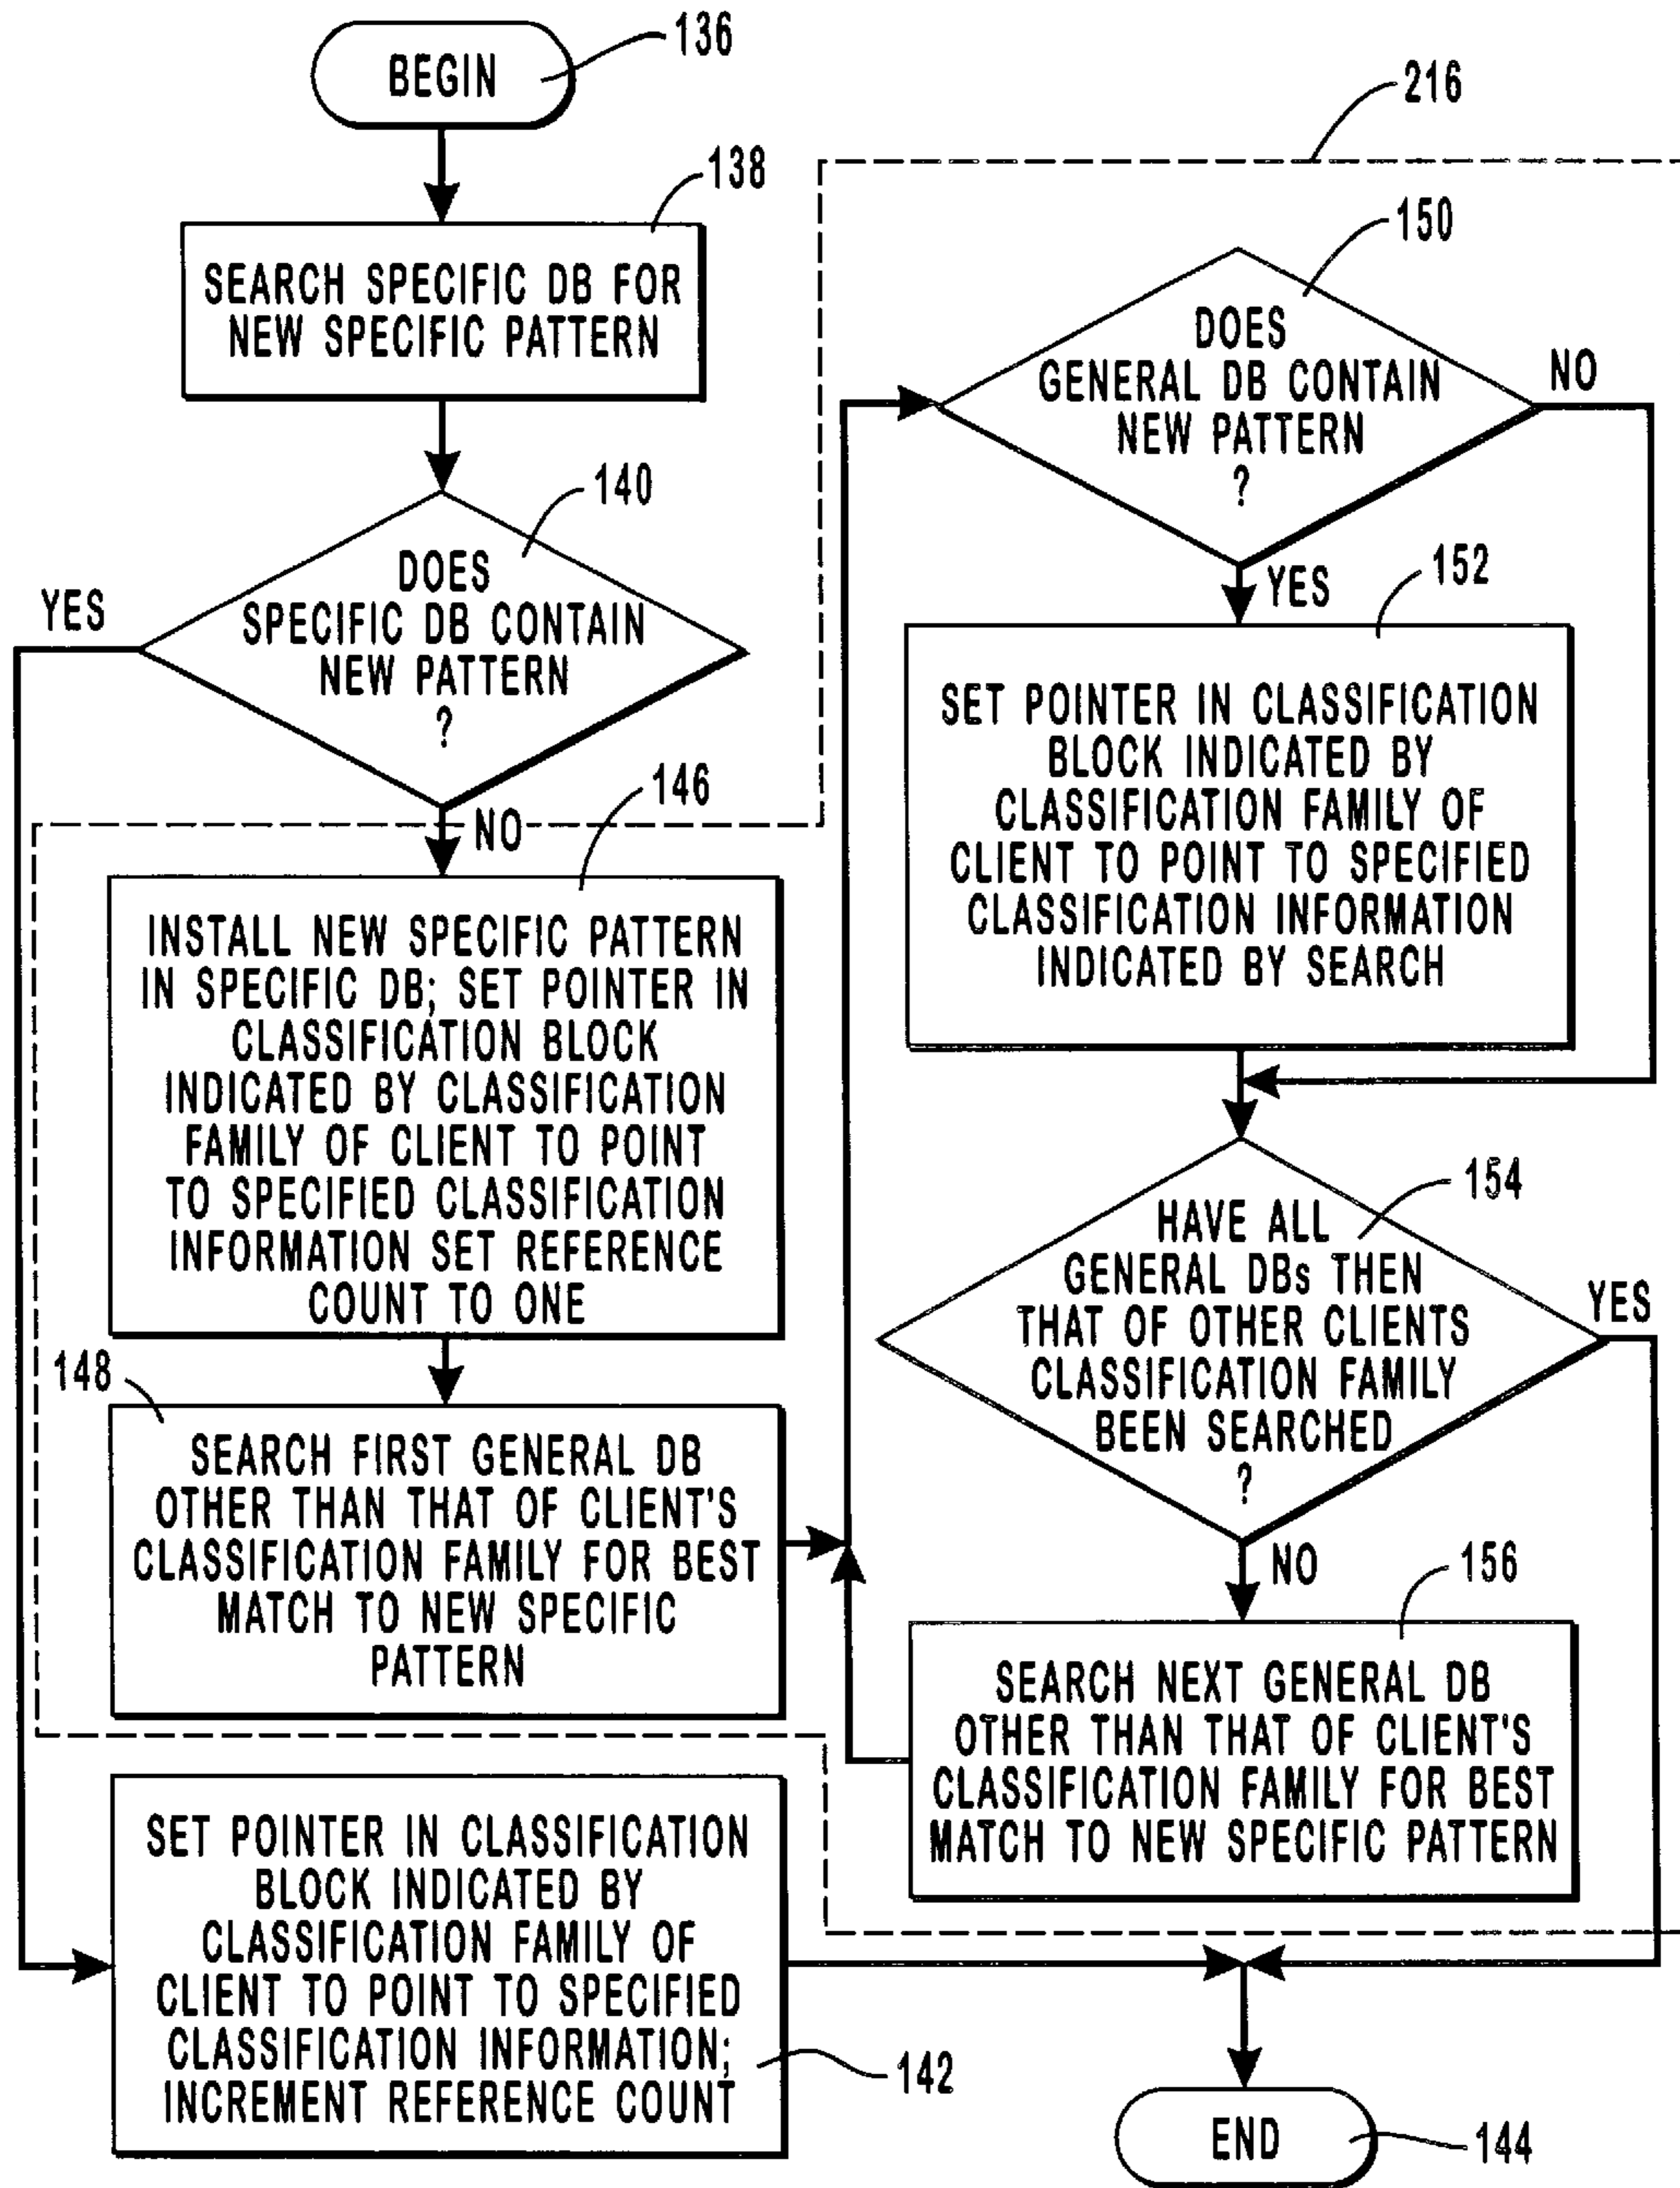 136
BEGIN
138
SEARCH SPECIFIC DB FOR
NEW SPECIFIC PATTERN
140
DOES
SPECIFIC DB CONTAIN
NEW PATTERN
?
YES
NO
146
INSTALL NEW SPECIFIC PATTERN
IN SPECIFIC DB; SET POINTER IN
CLASSIFICATION BLOCK
INDICATED BY CLASSIFICATION
FAMILY OF CLIENT TO POINT
TO SPECIFIED CLASSIFICATION
INFORMATION SET REFERENCE
COUNT TO ONE
148
SEARCH FIRST GENERAL DB
OTHER THAN THAT OF CLIENT'S
CLASSIFICATION FAMILY FOR BEST
MATCH TO NEW SPECIFIC
PATTERN
SET POINTER IN CLASSIFICATION
BLOCK INDICATED BY
CLASSIFICATION FAMILY OF
CLIENT TO POINT TO SPECIFIED
CLASSIFICATION INFORMATION;
INCREMENT REFERENCE COUNT
142
216
150
DOES
GENERAL DB CONTAIN
NEW PATTERN
?
NO
YES
152
SET POINTER IN CLASSIFICATION
BLOCK INDICATED BY
CLASSIFICATION FAMILY OF
CLIENT TO POINT TO SPECIFIED
CLASSIFICATION INFORMATION
INDICATED BY SEARCH
154
HAVE ALL
GENERAL DBs THEN
THAT OF OTHER CLIENTS
CLASSIFICATION FAMILY
BEEN SEARCHED
?
YES
NO
156
SEARCH NEXT GENERAL DB
OTHER THAN THAT OF CLIENT'S
CLASSIFICATION FAMILY FOR BEST
MATCH TO NEW SPECIFIC PATTERN
END
144